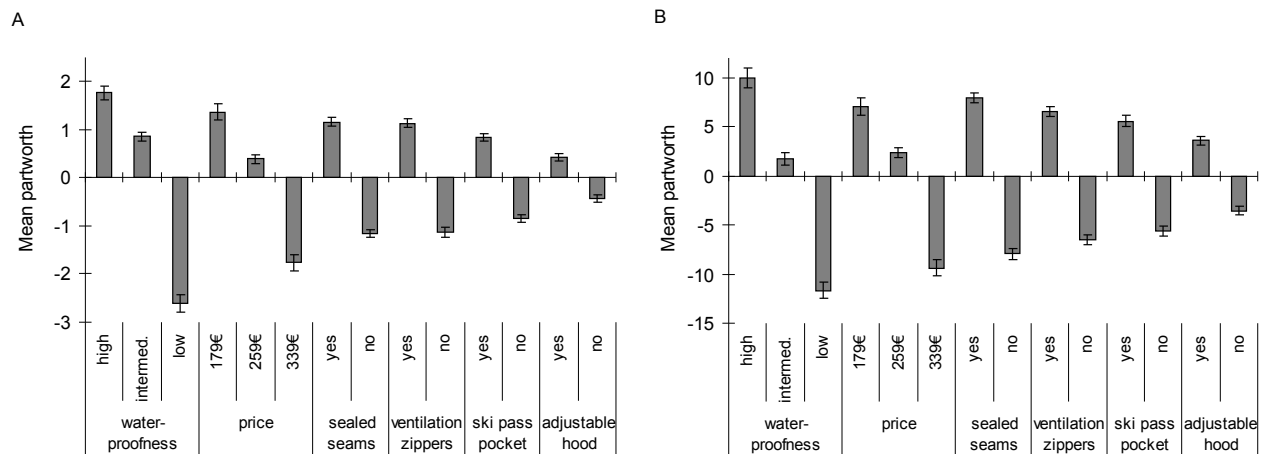 A
Mean partworth
2
1
0
-1
-2
-3
high
intermed.
low
179€
259€
339€
yes
no
yes
no
yes
no
yes
no
water-
proofness
price
sealed
seams
ventilation
zippers
ski pass
pocket
adjustable
hood
B
Mean partworth
10
5
0
-5
-10
-15
high
intermed.
low
179€
259€
339€
yes
no
yes
no
yes
no
yes
no
water-
proofness
price
sealed
seams
ventilation
zippers
ski pass
pocket
adjustable
hood